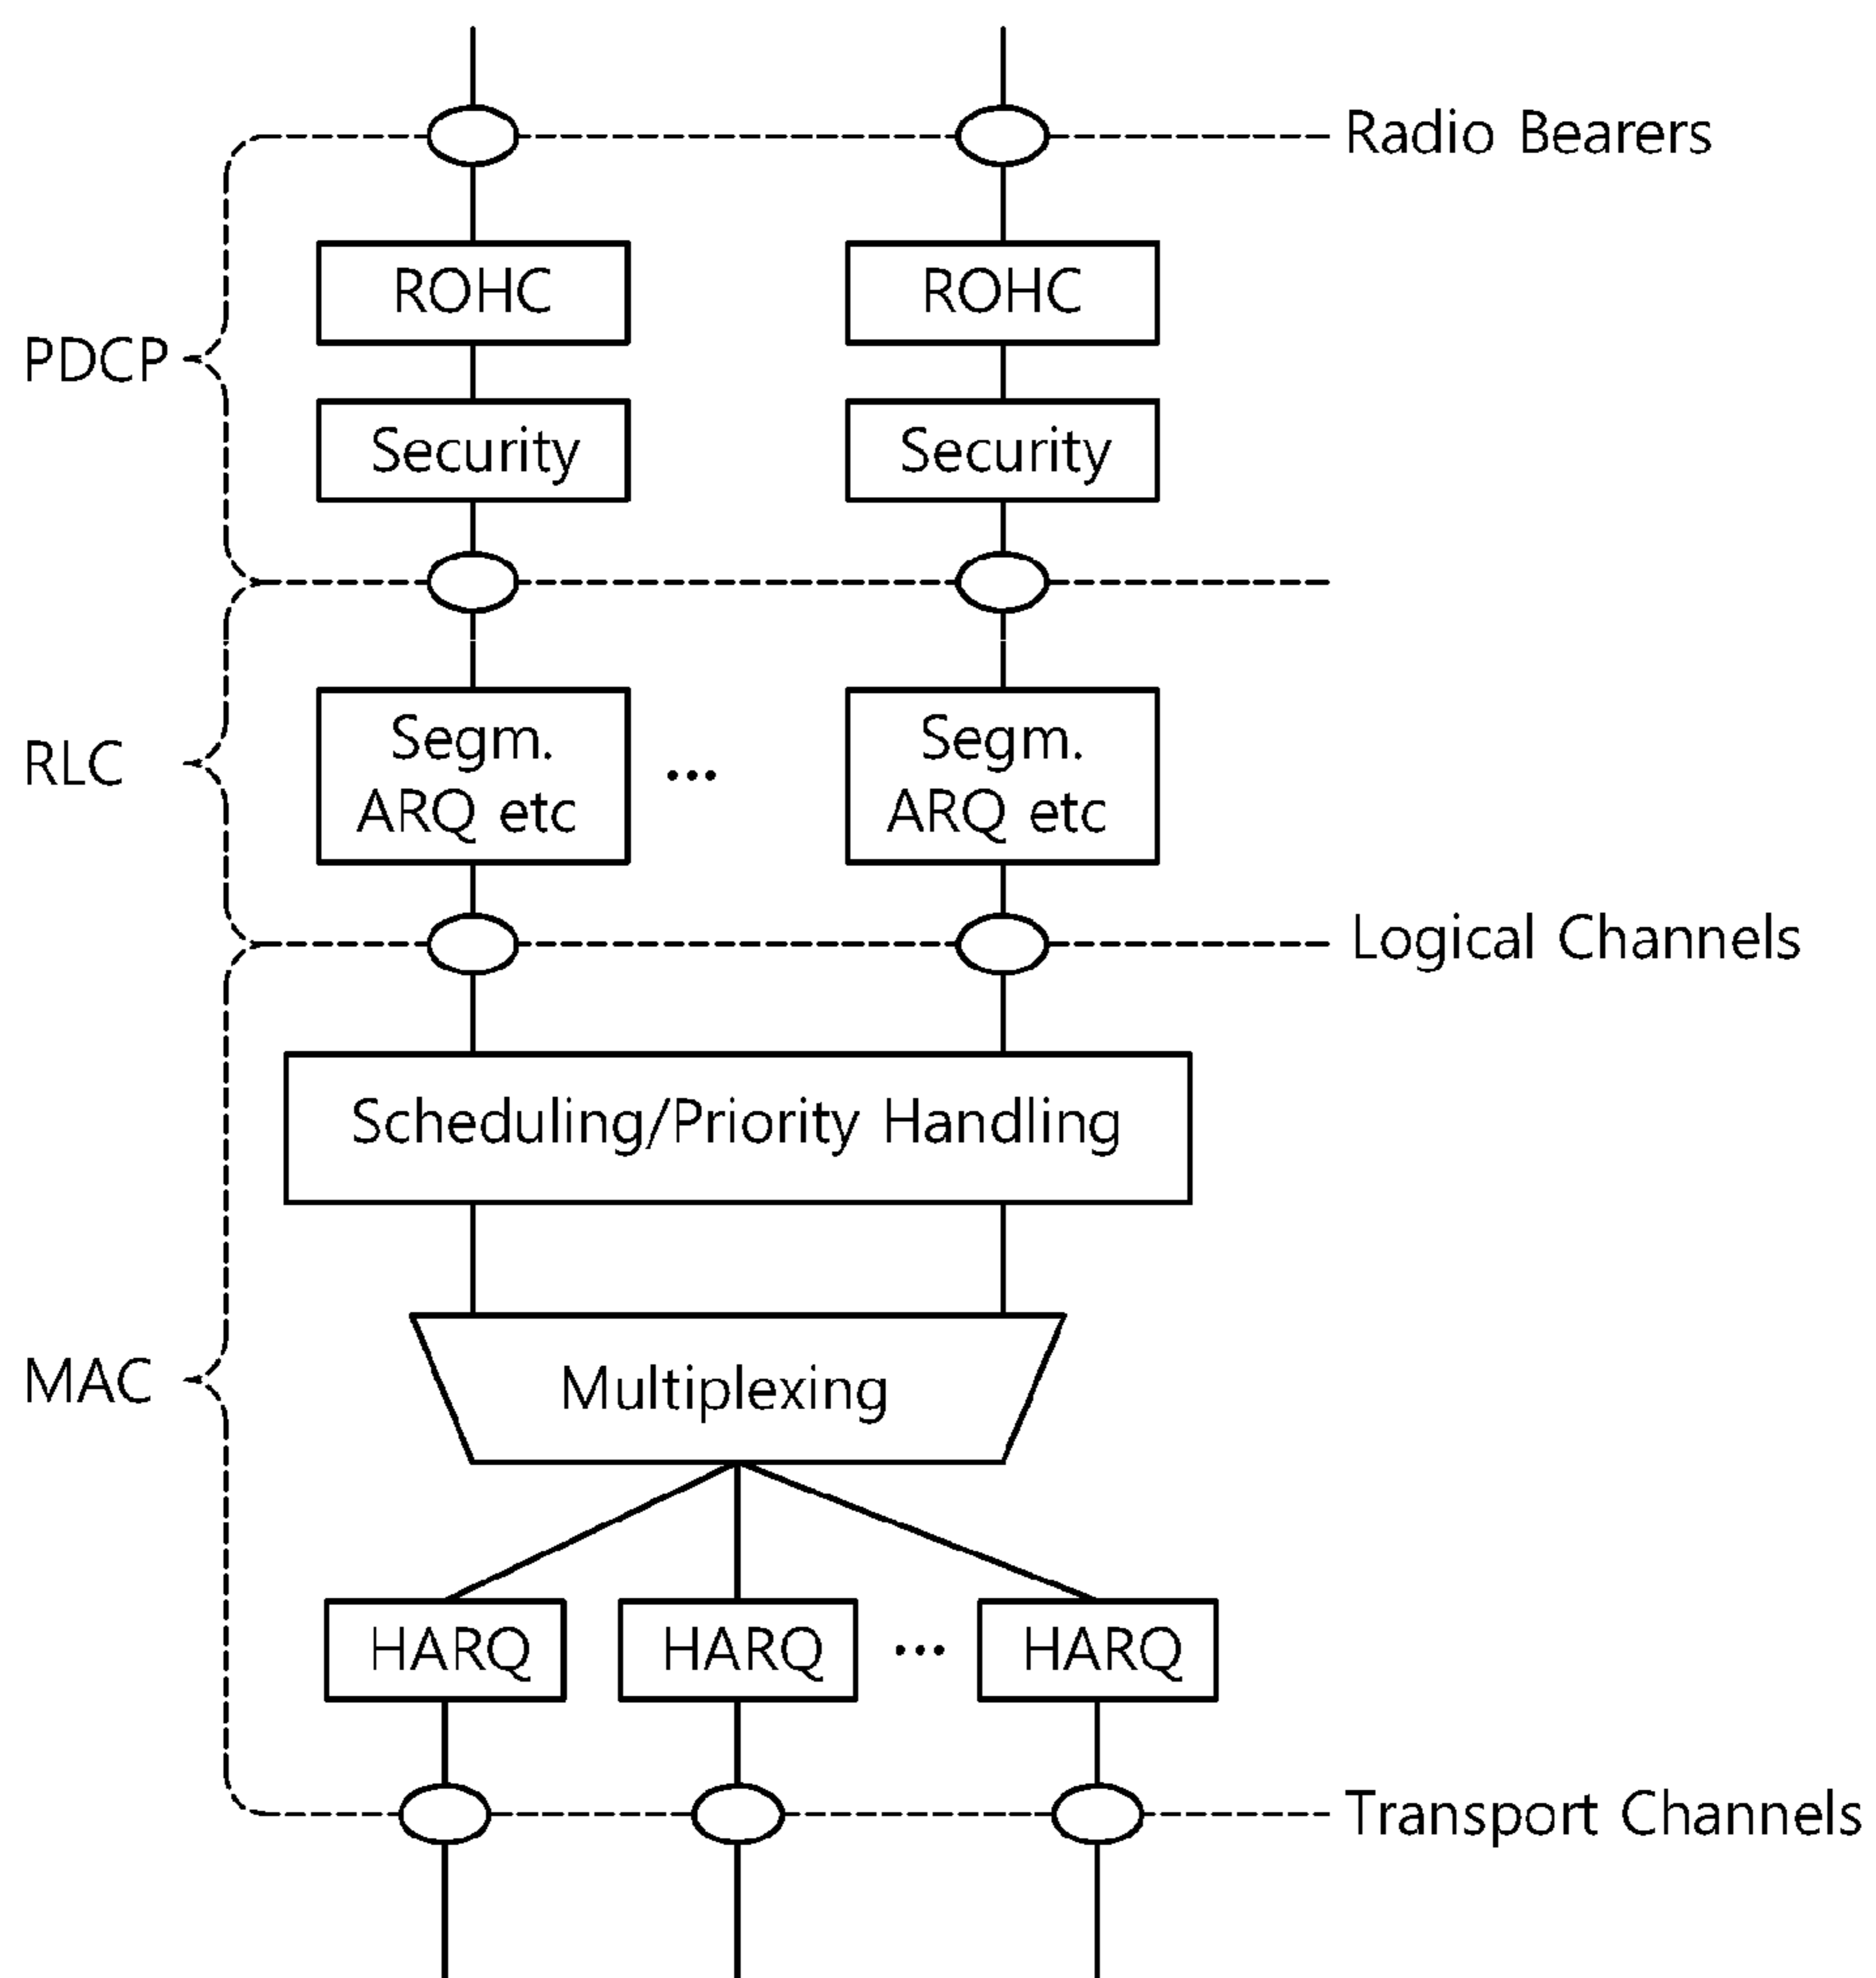 Radio Bearers
ROHC
ROHC
PDCP
Security
Security
Segm.
ARQ etc
...
Segm.
ARQ etc
RLC
Logical Channels
Scheduling/Priority Handling
Multiplexing
MAC
HARQ
HARQ
...
HARQ
Transport Channels